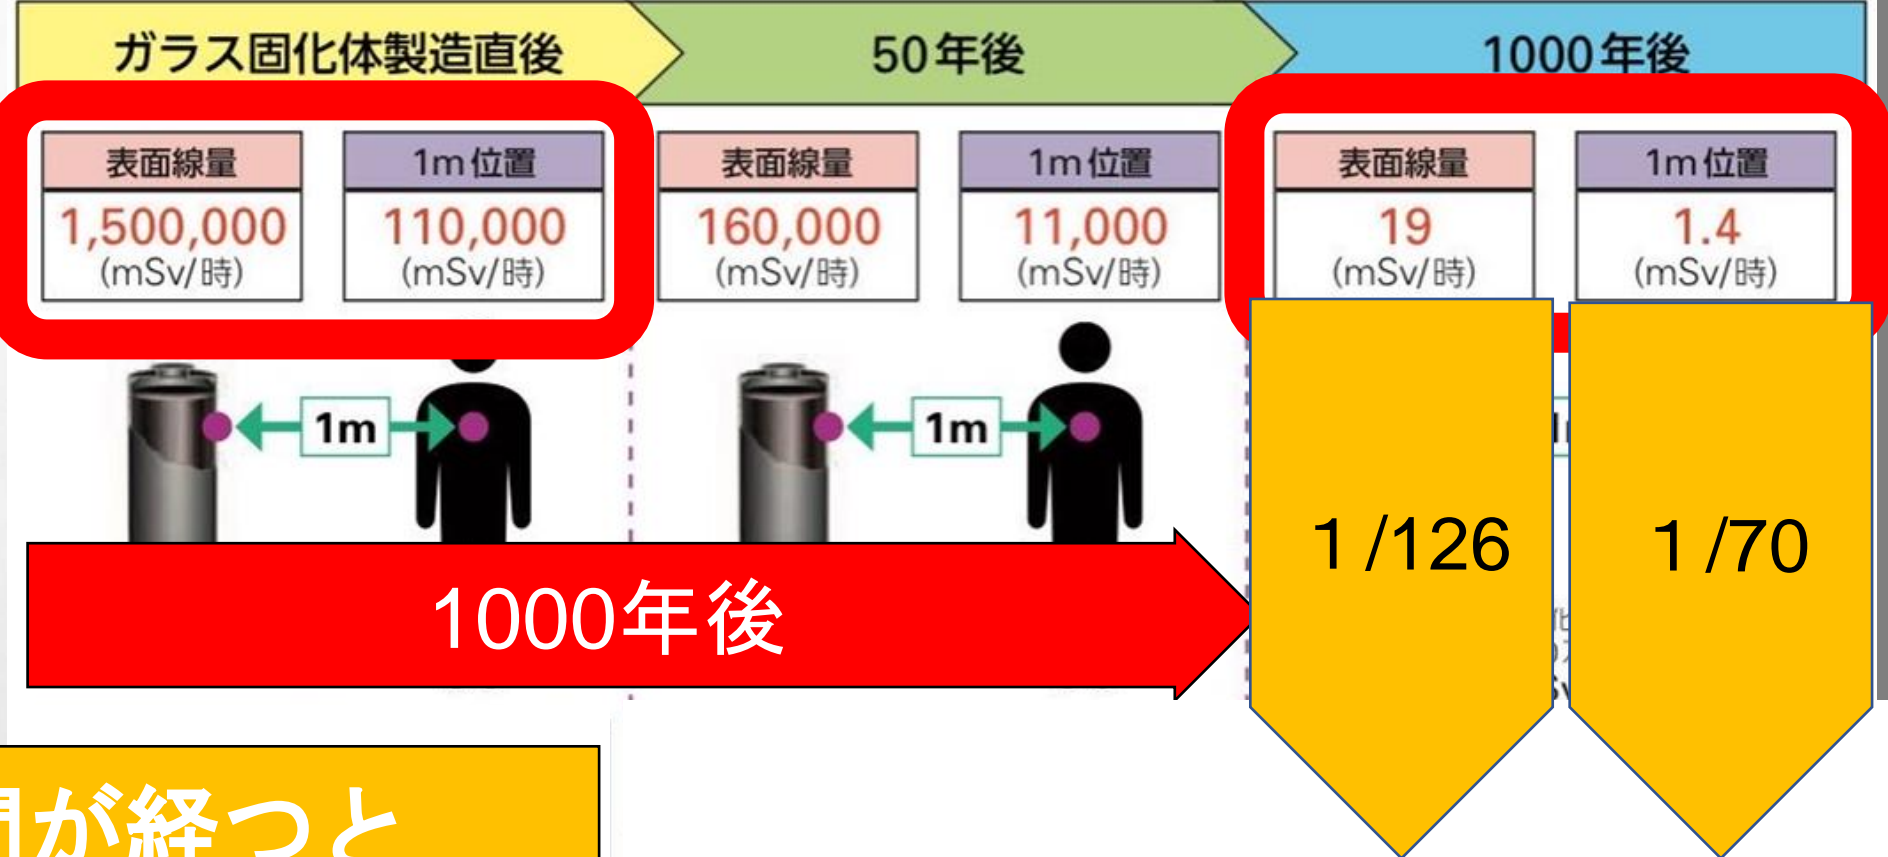 ガラス固化体製造直後
50年後
1000年後
表面線量
1m位置
表面線量
1m位置
表面線量
1m位置
1,500,000
110,000
160,000
11,000
19
1.4
(mSv/時)
(mSv/時)
(mSv/時)
(mSv/時)
(mSv/時)
(mSv/時)
1m
1m
１/126
１/70
1000年後
が経つと